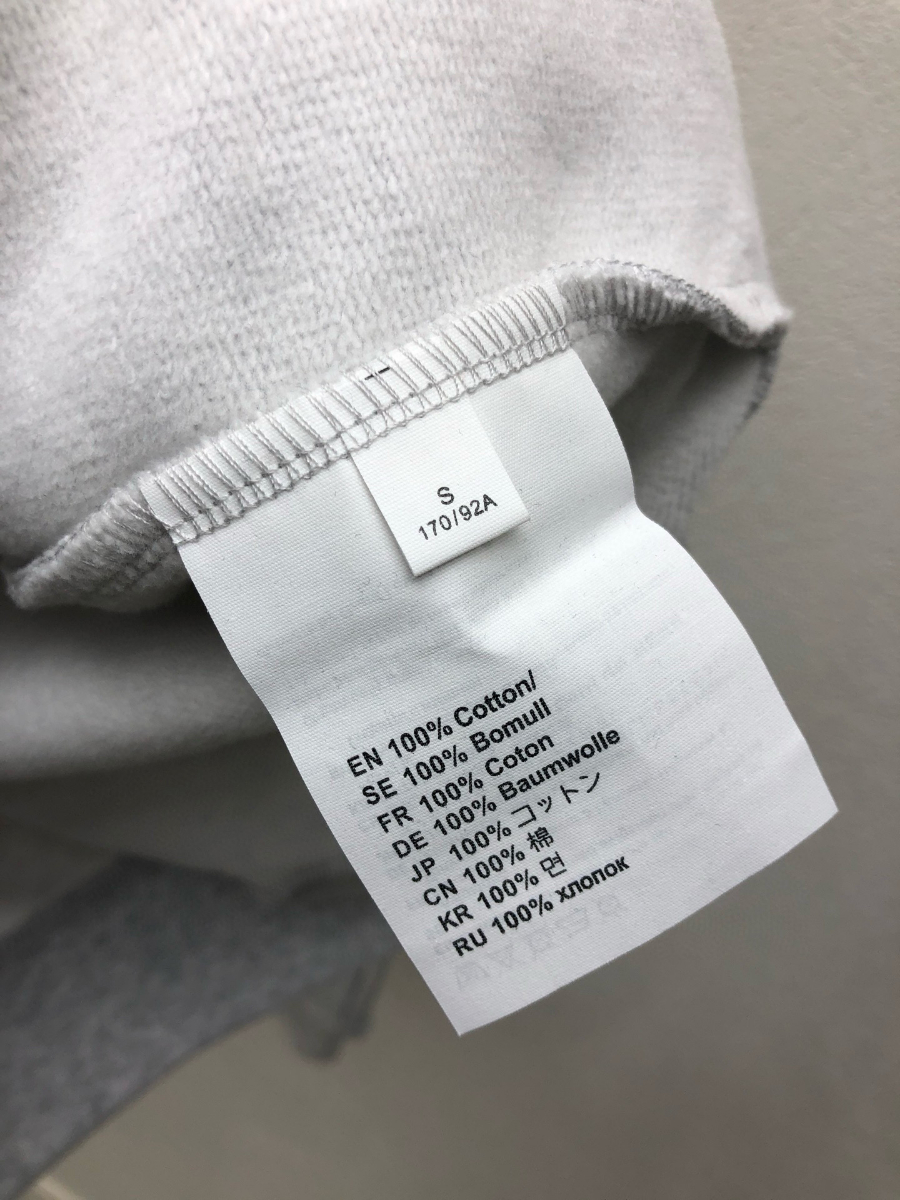 S
170/92A
EN 100% Cotton/
SE 100% Bomull
FR 100% Coton
DE 100% Baumwolle
JP 100% コットン
CN 100% 棉
KR 100% 면
RU 100% хлопок